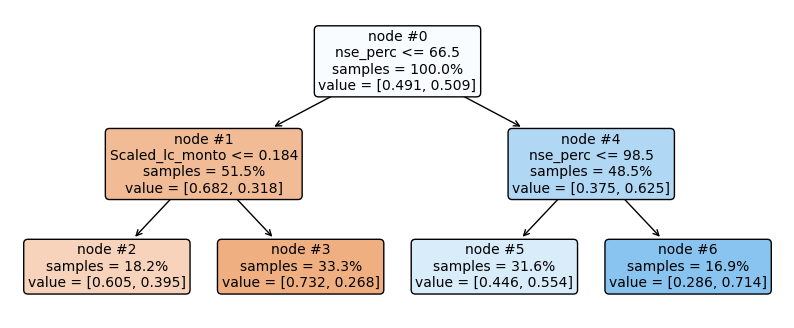 node #0
nse_perc <= 66.5
samples = 100.0%
value = [0.491, 0.509]
node #1
Scaled_lc_monto <= 0.184
samples = 51.5%
value = [0.682, 0.318]
node #4
nse_perc <= 98.5
samples = 48.5%
value = [0.375, 0.625]
node #2
samples = 18.2%
value = [0.605, 0.395]
node #3
samples = 33.3%
value = [0.732, 0.268]
node #5
samples = 31.6%
value = [0.446, 0.554]
node #6
samples = 16.9%
value = [0.286, 0.714]